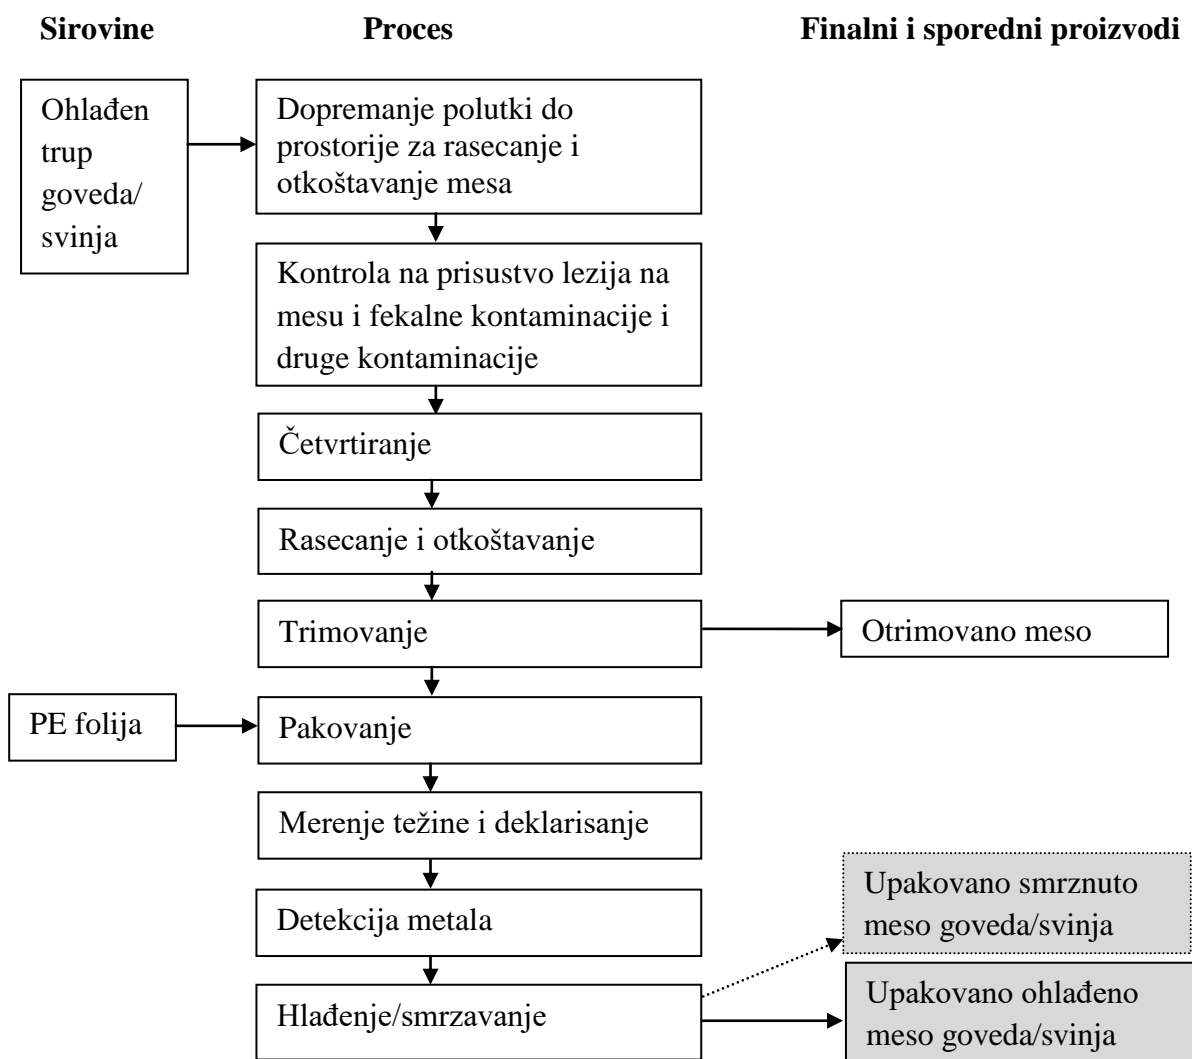 Sirovine
Proces
Finalni i sporedni proizvodi
Ohlađen
trup
goveda/
svinja
Dopremanje polutki do
prostorije za rasecanje i
otkoštavanje mesa
Kontrola na prisustvo lezija na
mesu i fekalne kontaminacije i
druge kontaminacije
Četvrtiranje
Rasecanje i otkoštavanje
Trimovanje
Otrimovano meso
PE folija
Pakovanje
Merenje težine i deklarisanje
Detekcija metala
Hlađenje/smrzavanje
Upakovano smrznuto
meso goveda/svinja
Upakovano ohlađeno
meso goveda/svinja